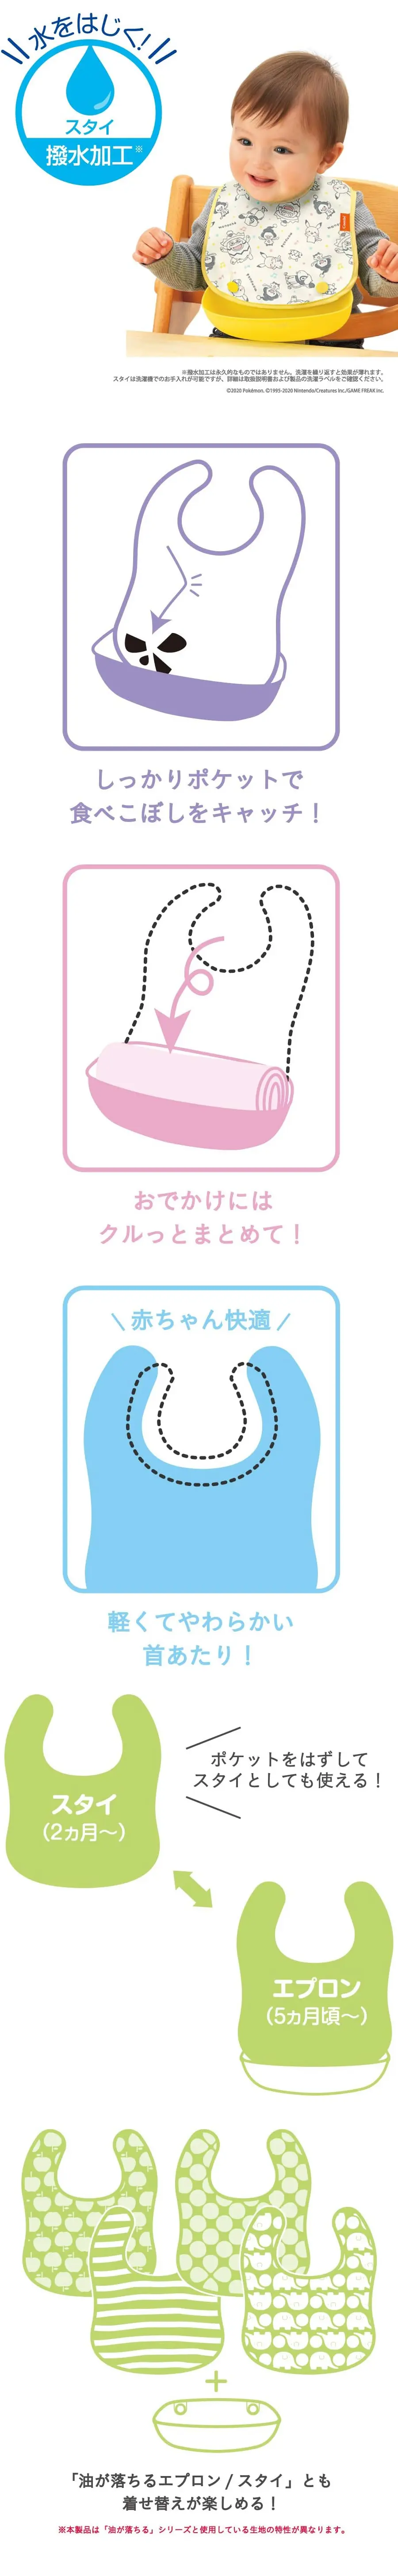 水をはじく!
スタイ
撥水加工※
※撥水加工は永久的なものではありません。洗濯を繰り返すと効果が薄れます。
スタイは洗濯機でのお手入れが可能ですが、詳細は取扱説明書および製品の洗濯ラベルをご確認ください。
©2020 Pokémon. ©1995-2020 Nintendo/Creatures Inc./GAME FREAK inc.
しっかりポケットで
食べこぼしをキャッチ！
おでかけには
クルっとまとめて！
＼ 赤ちゃん快適 ／
軽くてやわらかい
首あたり！
ポケットをはずして
スタイとしても使える！
スタイ
（2ヵ月〜）
エプロン
（5ヵ月頃〜）
+
「油が落ちるエプロン / スタイ」とも
着せ替えが楽しめる！
※本製品は「油が落ちる」シリーズと使用している生地の特性が異なります。